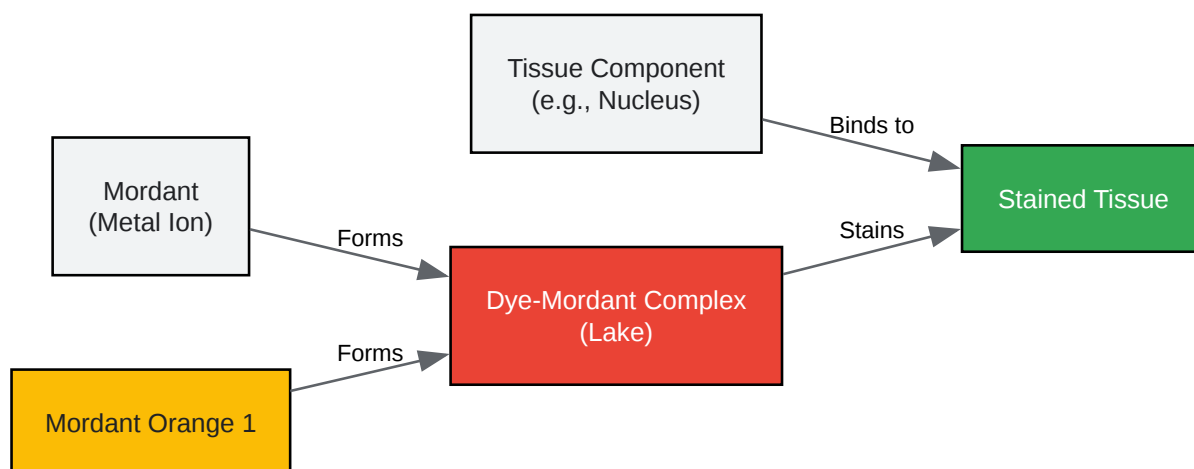 Tissue Component
(e.g., Nucleus)
Binds to
Mordant
(Metal Ion)
Stained Tissue
Forms
Stains
Dye-Mordant Complex
(Lake)
Forms
Mordant Orange 1